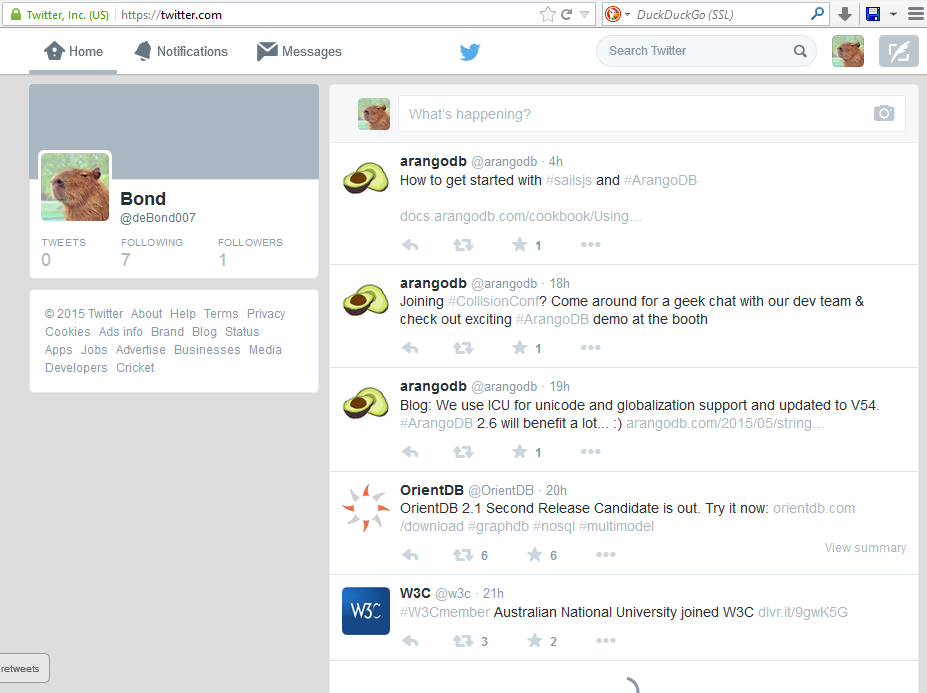 Twitter, Inc. (US) https://twitter.com DuckDuckGo (SSL)
Home Notifications Messages Search Twitter
What's happening?
Bond
@deBond007
TWEETS FOLLOWING FOLLOWERS
0 7 1
© 2015 Twitter About Help Terms Privacy
Cookies Ads info Brand Blog Status
Apps Jobs Advertise Businesses Media
Developers Cricket
arangodb @arangodb · 4h
How to get started with #sailsjs and #ArangoDB
docs.arangodb.com/cookbook/Using…
1
arangodb @arangodb · 18h
Joining #CollisionConf? Come around for a geek chat with our dev team &
check out exciting #ArangoDB demo at the booth
1
arangodb @arangodb · 19h
Blog: We use ICU for unicode and globalization support and updated to V54.
#ArangoDB 2.6 will benefit a lot... :) arangodb.com/2015/05/string…
1
OrientDB @OrientDB · 20h
OrientDB 2.1 Second Release Candidate is out. Try it now: orientdb.com
/download #graphdb #nosql #multimodel
View summary
6 6
W3C
W3C @w3c · 21h
#W3Cmember Australian National University joined W3C dlvr.it/9gwK5G
3 2
retweets